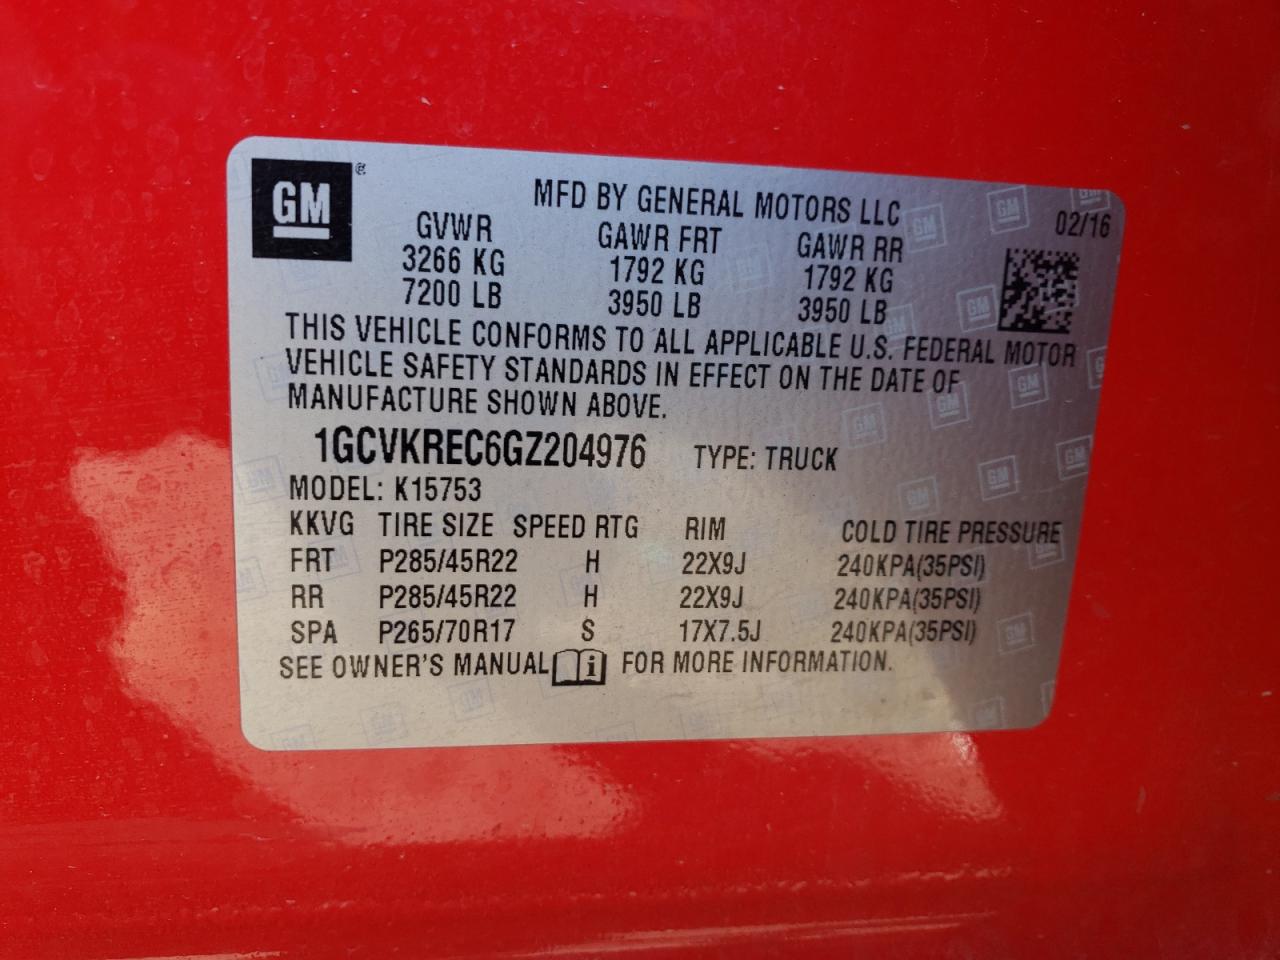 GM
MFD BY GENERAL MOTORS LLC
02/16
GVWR GAWR FRT GAWR RR
3266 KG 1792 KG 1792 KG
7200 LB 3950 LB 3950 LB
THIS VEHICLE CONFORMS TO ALL APPLICABLE U.S. FEDERAL MOTOR
VEHICLE SAFETY STANDARDS IN EFFECT ON THE DATE OF
MANUFACTURE SHOWN ABOVE.
1GCVKREC6GZ204976 TYPE: TRUCK
MODEL: K15753
KKVG TIRE SIZE SPEED RTG RIM COLD TIRE PRESSURE
FRT P285/45R22 H 22X9J 240KPA(35PSI)
RR P285/45R22 H 22X9J 240KPA(35PSI)
SPA P265/70R17 S 17X7.5J 240KPA(35PSI)
SEE OWNER'S MANUAL i FOR MORE INFORMATION.